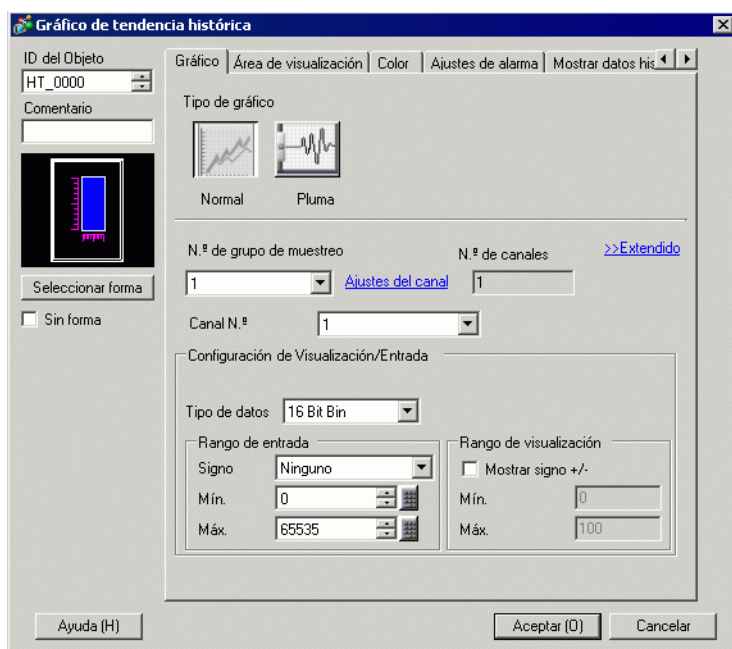 Gráfico de tendencia histórica
ID del Objeto
HT_0000
Comentario
Seleccionar forma
Sin forma
Gráfico
Área de visualización
Color
Ajustes de alarma
Mostrar datos his
Tipo de gráfico
Normal
Pluma
N.º de grupo de muestreo
N.º de canales
>>Extendido
1
Ajustes del canal
1
Canal N.º
1
Configuración de Visualización/Entrada
Tipo de datos
16 Bit Bin
Rango de entrada
Signo
Ninguno
Mín.
0
Máx.
65535
Rango de visualización
Mostrar signo +/-
Mín.
0
Máx.
100
Ayuda (H)
Aceptar (O)
Cancelar